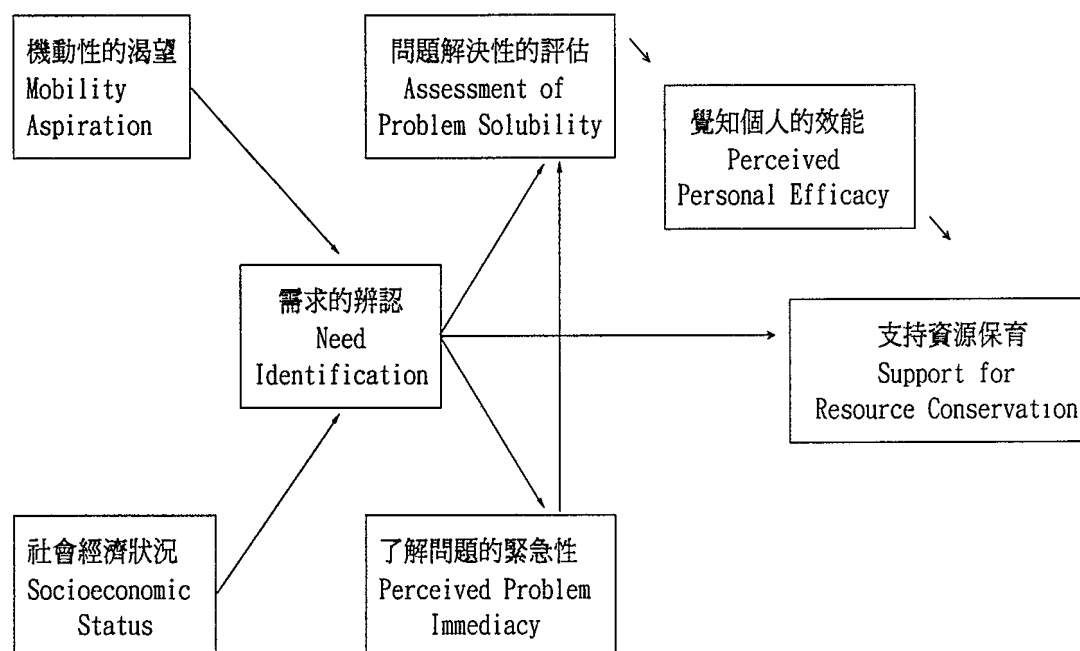 機動性的渴望
Mobility
Aspiration
問題解決性的評估
Assessment of
Problem Solubility
覺知個人的效能
Perceived
Personal Efficacy
需求的辨認
Need
Identification
支持資源保育
Support for
Resource Conservation
社會經濟狀況
Socioeconomic
Status
了解問題的緊急性
Perceived Problem
Immediacy